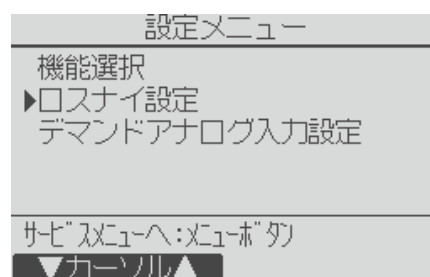 設定メニュー
機能選択
▶ロスナイ設定
デマンドアナログ入力設定
ｻｰﾋﾞｽﾒﾆｭｰへ:ﾒﾆｭｰﾎﾞﾀﾝ
▼カーソル▲